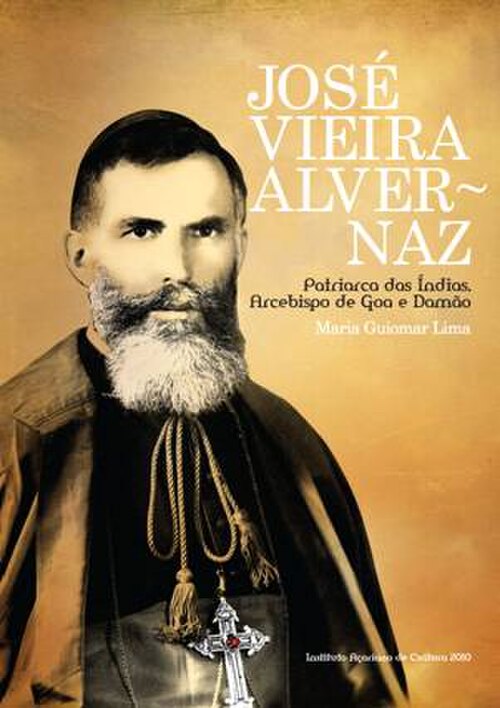 JOSÉ
VIEIRA
ALVER~
NAZ
Patriarca das Índias,
Arcebispo de Goa e Damão
Maria Guiomar Lima
Instituto Açoriano de Cultura 2010